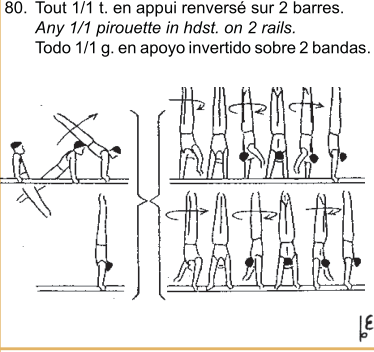 80. Tout 1/1 t. en appui renversé sur 2 barres.
Any 1/1 pirouette in hdst. on 2 rails.
Todo 1/1 g. en apoyo invertido sobre 2 bandas.